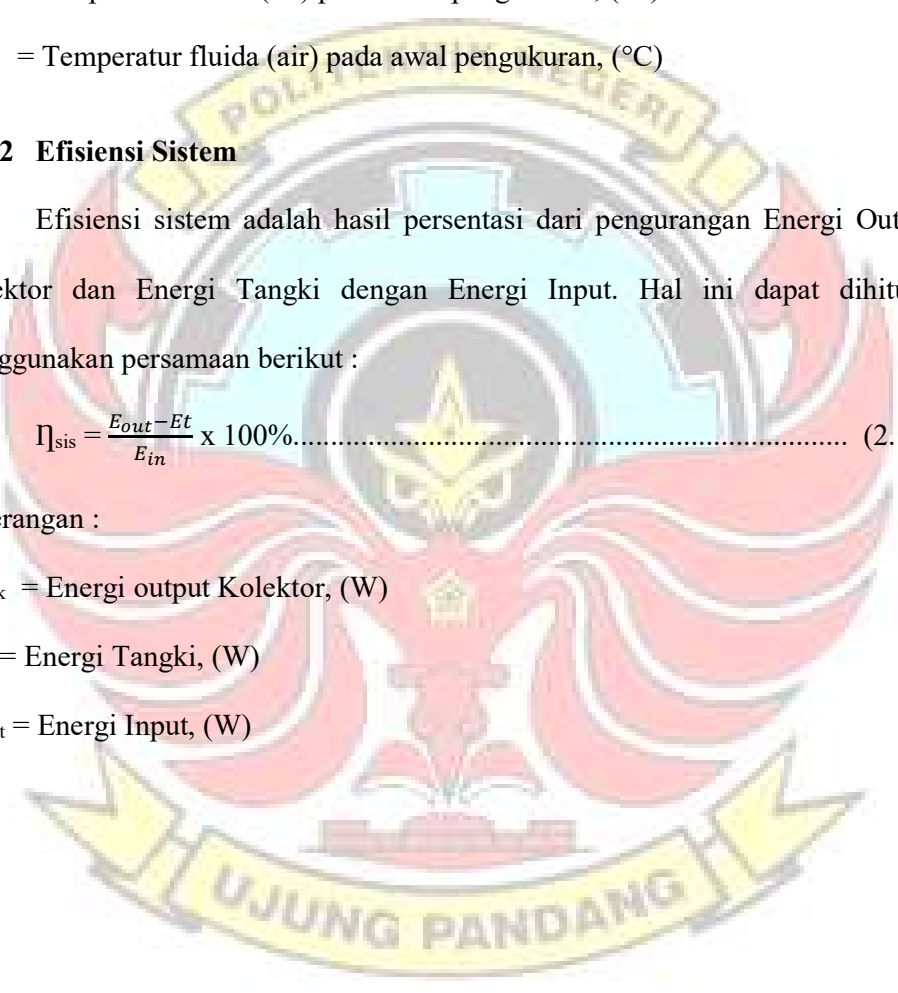 = Temperatur fluida (air) pada awal pengukuran, (°C)
POLITEKNIK NEGERI
2 Efisiensi Sistem
Efisiensi sistem adalah hasil persentasi dari pengurangan Energi Out
ektor dan Energi Tangki dengan Energi Input. Hal ini dapat dihitu
ggunakan persamaan berikut :
Ƞsis = (Eout−Et)/Ein x 100%........................................................................... (2.
erangan :
k = Energi output Kolektor, (W)
= Energi Tangki, (W)
t = Energi Input, (W)
UJUNG PANDANG